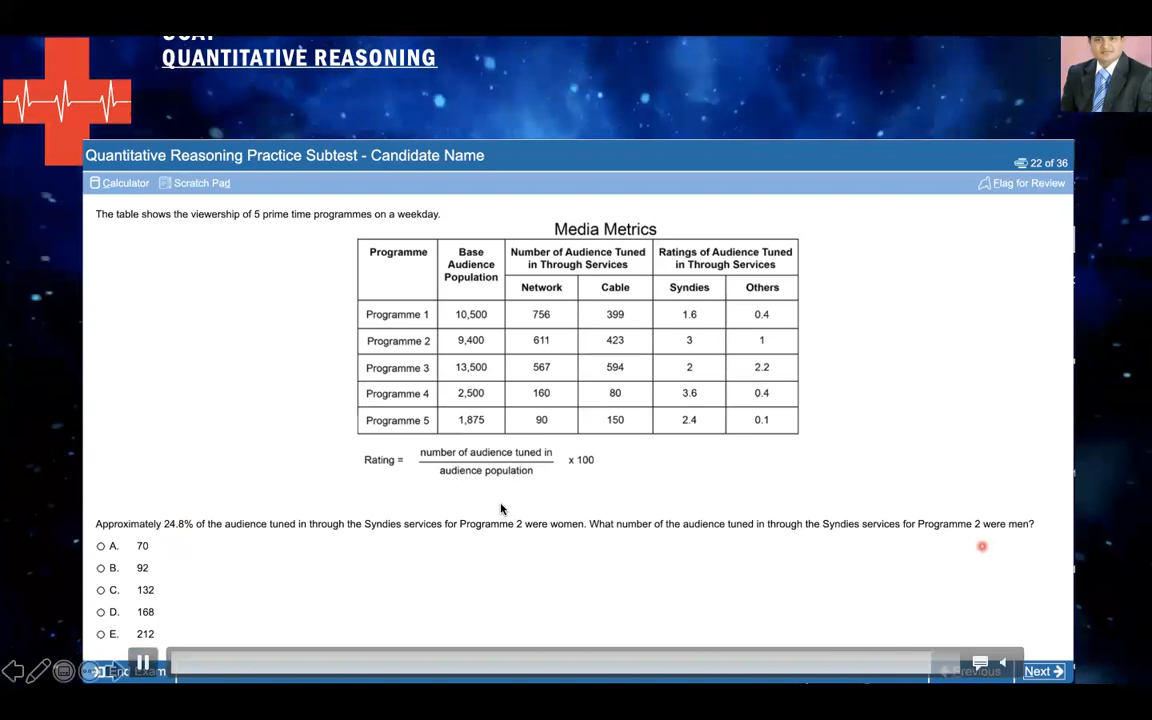 QUANTITATIVE REASONING
Quantitative Reasoning Practice Subtest - Candidate Name
22 of 36
Calculator Scratch Pad Flag for Review
The table shows the viewership of 5 prime time programmes on a weekday.
Media Metrics
Programme Base Audience Population Number of Audience Tuned in Through Services Ratings of Audience Tuned in Through Services
Network Cable Syndies Others
Programme 1 10,500 756 399 1.6 0.4
Programme 2 9,400 611 423 3 1
Programme 3 13,500 567 594 2 2.2
Programme 4 2,500 160 80 3.6 0.4
Programme 5 1,875 90 150 2.4 0.1
Rating = number of audience tuned in / audience population x 100
Approximately 24.8% of the audience tuned in through the Syndies services for Programme 2 were women. What number of the audience tuned in through the Syndies services for Programme 2 were men?
A. 70
B. 92
C. 132
D. 168
E. 212
Exam Previous Next